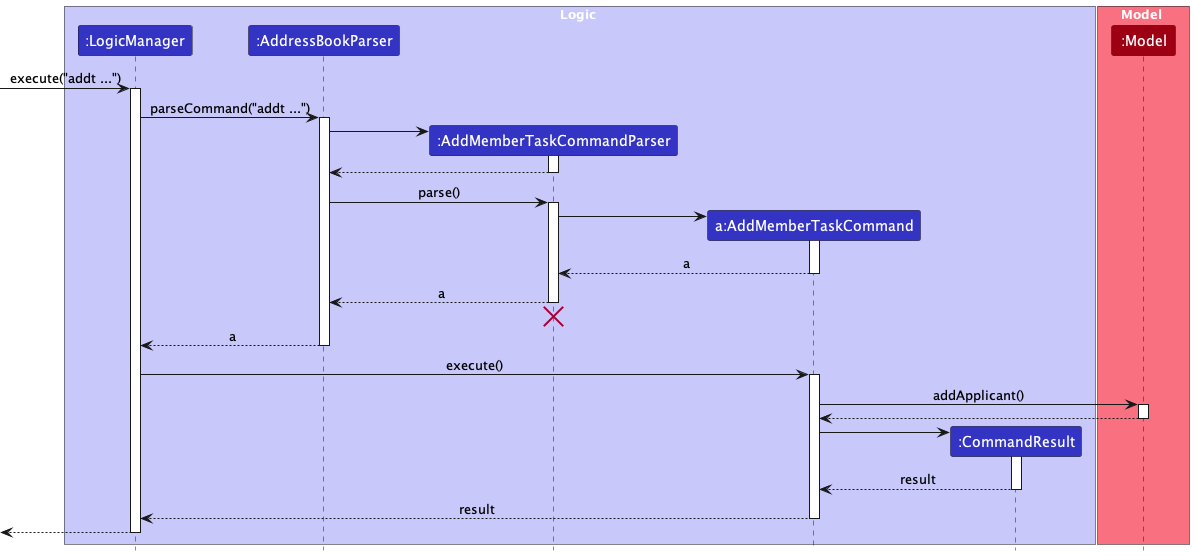 Logic
Model
:LogicManager
:AddressBookParser
:Model
execute("addt ...")
parseCommand("addt ...")
:AddMemberTaskCommandParser
parse()
a:AddMemberTaskCommand
a
a
a
execute()
addApplicant()
:CommandResult
result
result